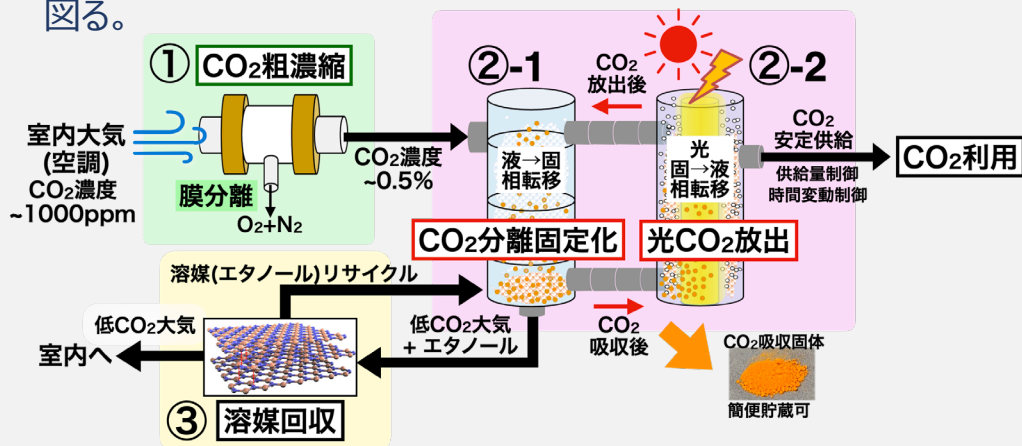 図る。
① CO₂粗濃縮
室内大気
(空調)
CO₂濃度
~1000ppm
膜分離
O₂+N₂
CO₂濃度
~0.5%
②-1
液→固
相転移
CO₂分離固定化
CO₂
放出後
②-2
光
固→液
相転移
光CO₂放出
CO₂
安定供給
供給量制御
時間変動制御
CO₂利用
CO₂
吸収後
CO₂吸収固体
簡便貯蔵可
溶媒(エタノール)リサイクル
低CO₂大気
+ エタノール
低CO₂大気
室内へ
③ 溶媒回収